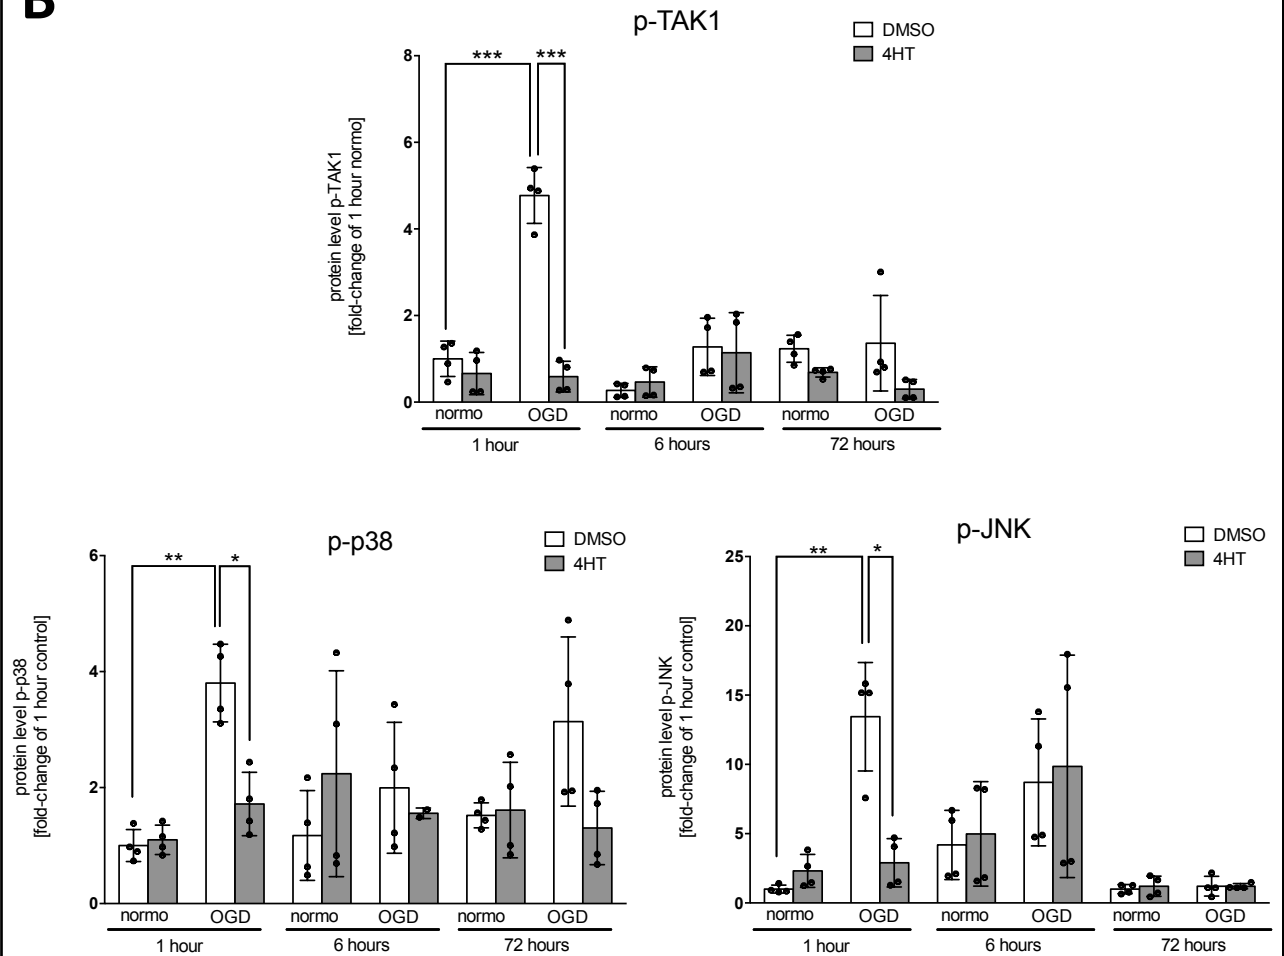 B
p-TAK1
DMSO
4HT
*** ***
8
6
4
2
0
protein level p-TAK1
[fold-change of 1 hour normo]
normo OGD normo OGD normo OGD
1 hour 6 hours 72 hours
p-p38
DMSO
4HT
** *
6
4
2
0
protein level p-p38
[fold-change of 1 hour control]
normo OGD normo OGD normo OGD
1 hour 6 hours 72 hours
p-JNK
DMSO
4HT
** *
25
20
15
10
5
0
protein level p-JNK
[fold-change of 1 hour control]
normo OGD normo OGD normo OGD
1 hour 6 hours 72 hours